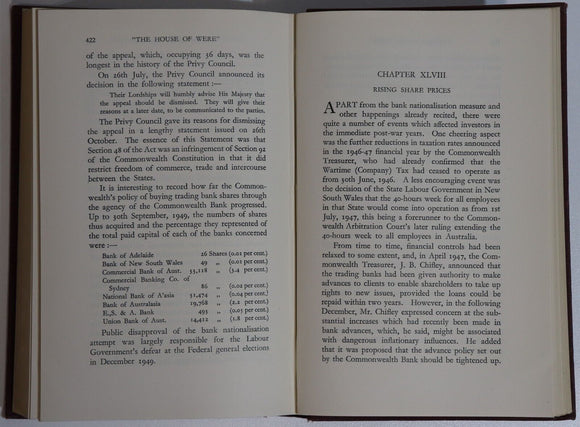 422 "THE HOUSE OF WERE"
of the appeal, which, occupying 36 days, was the
longest in the history of the Privy Council.
On 26th July, the Privy Council announced its
decision in the following statement :—
Their Lordships will humbly advise His Majesty that
the appeal should be dismissed. They will give their
reasons at a later date, to be communicated to the parties.
The Privy Council gave its reasons for dismissing
the appeal in a lengthy statement issued on 26th
October. The essence of this Statement was that
Section 48 of the Act was an infringement of Section 92
of the Commonwealth Constitution in that it did
restrict freedom of commerce, trade and intercourse
between the States.
It is interesting to record how far the Common-
wealth's policy of buying trading bank shares through
the agency of the Commonwealth Bank progressed.
Up to 30th September, 1949, the numbers of shares
thus acquired and the percentage they represented
of the total paid capital of each of the banks concerned
were :—
Bank of Adelaide 26 Shares (0.02 per cent.)
Bank of New South Wales 49 „ (0.01 per cent.)
Commercial Bank of Aust. 53,118 „ (3.4 per cent.)
Commercial Banking Co. of
Sydney 86 „ (0.02 per cent.)
National Bank of A'asia 51,474 „ (0.04 per cent.)
Bank of Australasia 19,768 „ (2.2 per cent.)
E.,S. & A. Bank 493 „ (0.05 per cent.)
Union Bank of Aust. 14,422 „ (1.8 per cent.)
Public disapproval of the bank nationalisation
attempt was largely responsible for the Labour
Government's defeat at the Federal general elections
in December 1949.
CHAPTER XLVIII
RISING SHARE PRICES
APART from the bank nationalisation measure and
other happenings already recited, there were
quite a number of events which affected investors in
the immediate post-war years. One cheering aspect
was the further reductions in taxation rates announced
in the 1946-47 financial year by the Commonwealth
Treasurer, who had already confirmed that the
Wartime (Company) Tax had ceased to operate as
from 30th June, 1946. A less encouraging event was
the decision of the State Labour Government in New
South Wales that the 40-hour week for all employees
in that State would come into operation as from 1st
July, 1947, this being a forerunner to the Commonwealth
Arbitration Court's later ruling extending the
40-hour week to all employees in Australia.
From time to time, financial controls had been
relaxed to some extent, and, in April 1947, the Com-
monwealth Treasurer, J. B. Chifley, announced that
the trading banks had been given authority to make
advances to clients to enable shareholders to take up
rights to new issues, provided the loans could be
repaid within two years. However, in the following
December, Mr. Chifley expressed concern at the sub-
stantial increases which had recently been made in
bank advances, which, he said, might be associated
with dangerous inflationary influences. He added
that it was proposed that the advance policy set out
by the Commonwealth Bank should be tightened up.